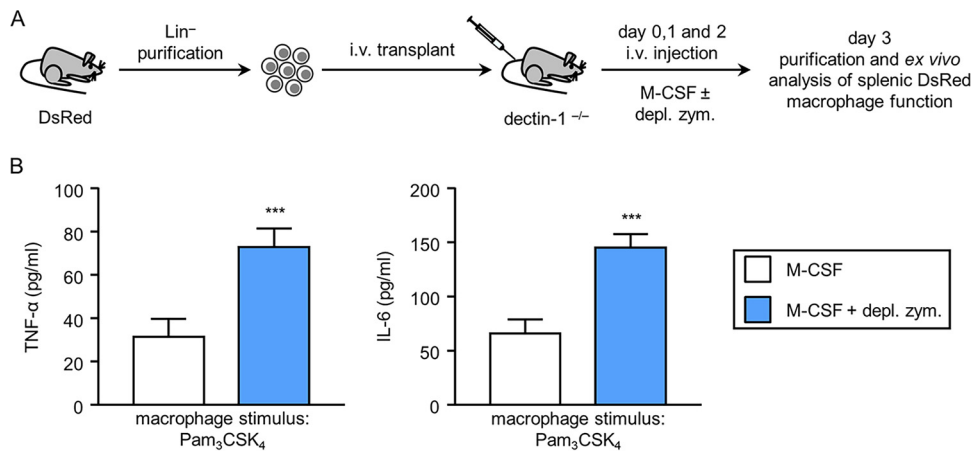 A
DsRed
Lin–
purification
i.v. transplant
dectin-1 –/–
day 0,1 and 2
i.v. injection
M-CSF ±
depl. zym.
day 3
purification and ex vivo
analysis of splenic DsRed
macrophage function
B
TNF-α (pg/ml)
100
80
60
40
20
0
***
macrophage stimulus:
Pam3CSK4
IL-6 (pg/ml)
200
150
100
50
0
***
macrophage stimulus:
Pam3CSK4
M-CSF
M-CSF + depl. zym.